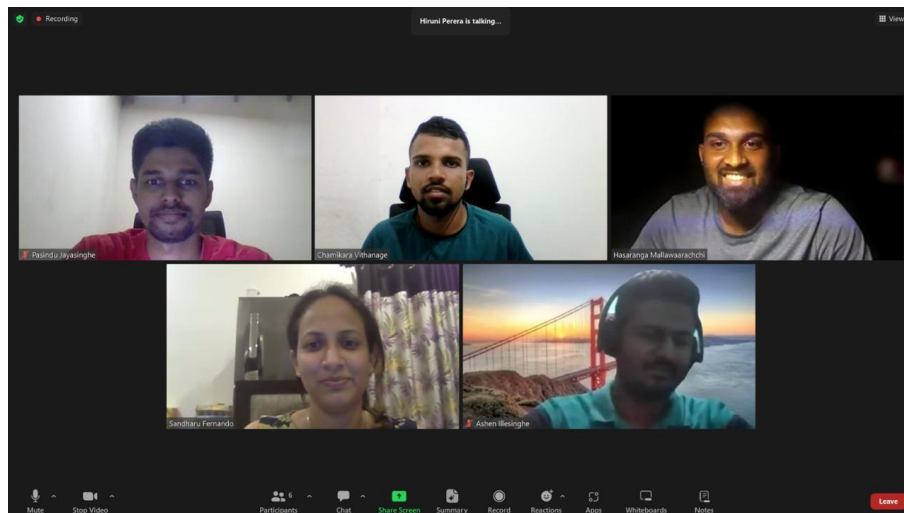 Recording
Hiruni Perera is talking...
View
Pasindu Jayasinghe
Chamikara Vithanage
Hasaranga Mallawaarachchi
Sandharu Fernando
Ashen Illesinghe
6
Mute
Stop Video
Participants
Chat
Share Screen
Summary
Record
Reactions
Apps
Whiteboards
Notes
Leave